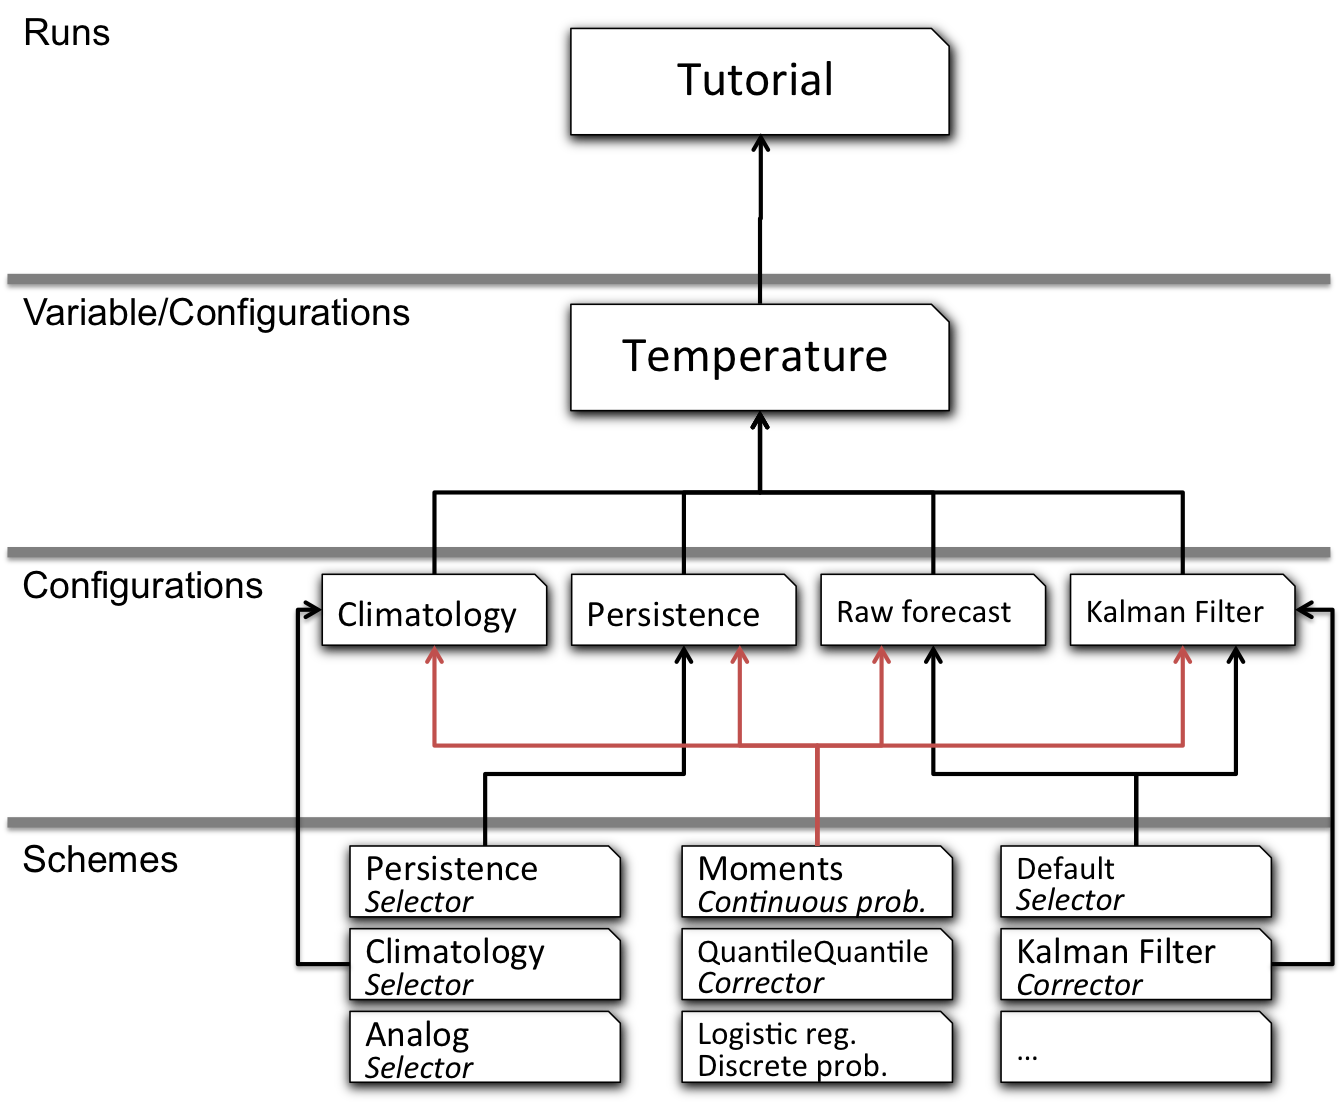 Runs
Tutorial
Variable/Configurations
Temperature
Configurations
Climatology
Persistence
Raw forecast
Kalman Filter
Schemes
Persistence
Selector
Moments
Continuous prob.
Default
Selector
Climatology
Selector
QuantileQuantile
Corrector
Kalman Filter
Corrector
Analog
Selector
Logistic reg.
Discrete prob.
...